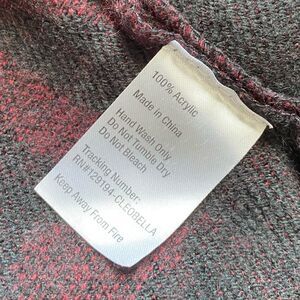 100% Acrylic
Made in China
Hand Wash Only
Do Not Tumble Dry
Do Not Bleach
Tracking Number:
RN#129194-CLEOBELLA
Keep Away From Fire